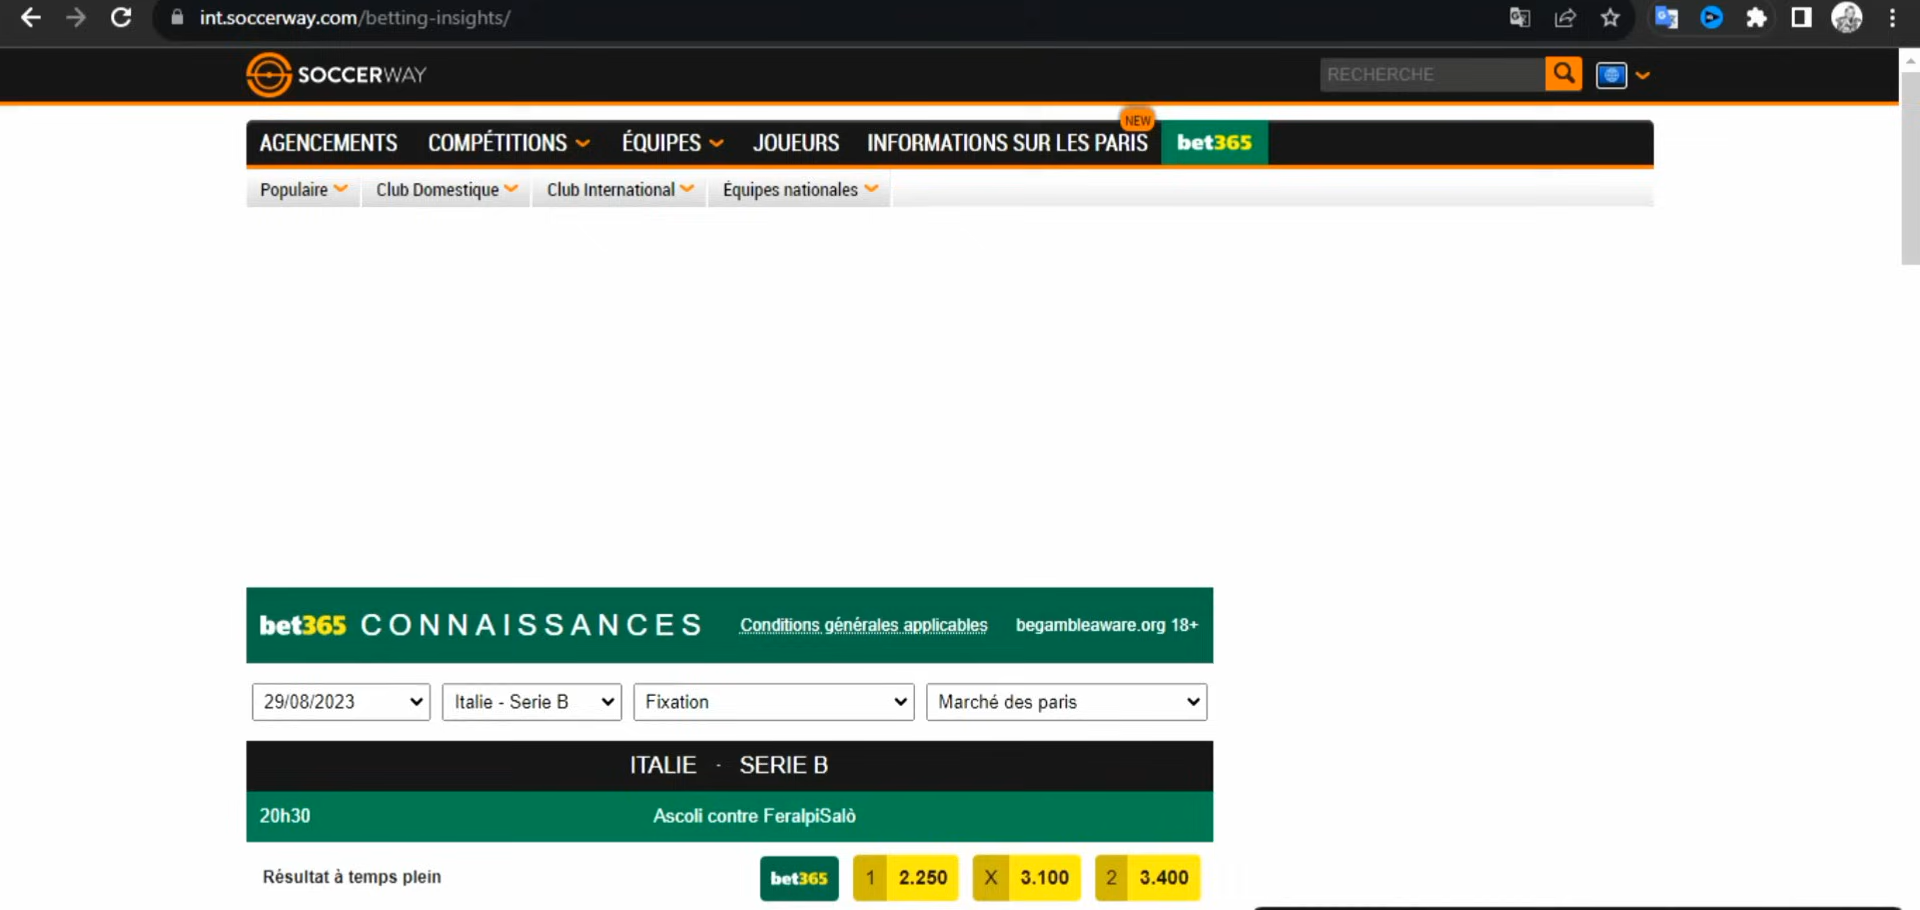 int.soccerway.com/betting-insights/
SOCCERWAY
RECHERCHE
NEW
AGENCEMENTS COMPÉTITIONS ÉQUIPES JOUEURS INFORMATIONS SUR LES PARIS bet365
Populaire Club Domestique Club International Équipes nationales
bet365 CONNAISSANCES Conditions générales applicables begambleaware.org 18+
29/08/2023 Italie - Serie B Fixation Marché des paris
ITALIE - SERIE B
20h30 Ascoli contre FeralpiSalò
Résultat à temps plein bet365 1 2.250 X 3.100 2 3.400